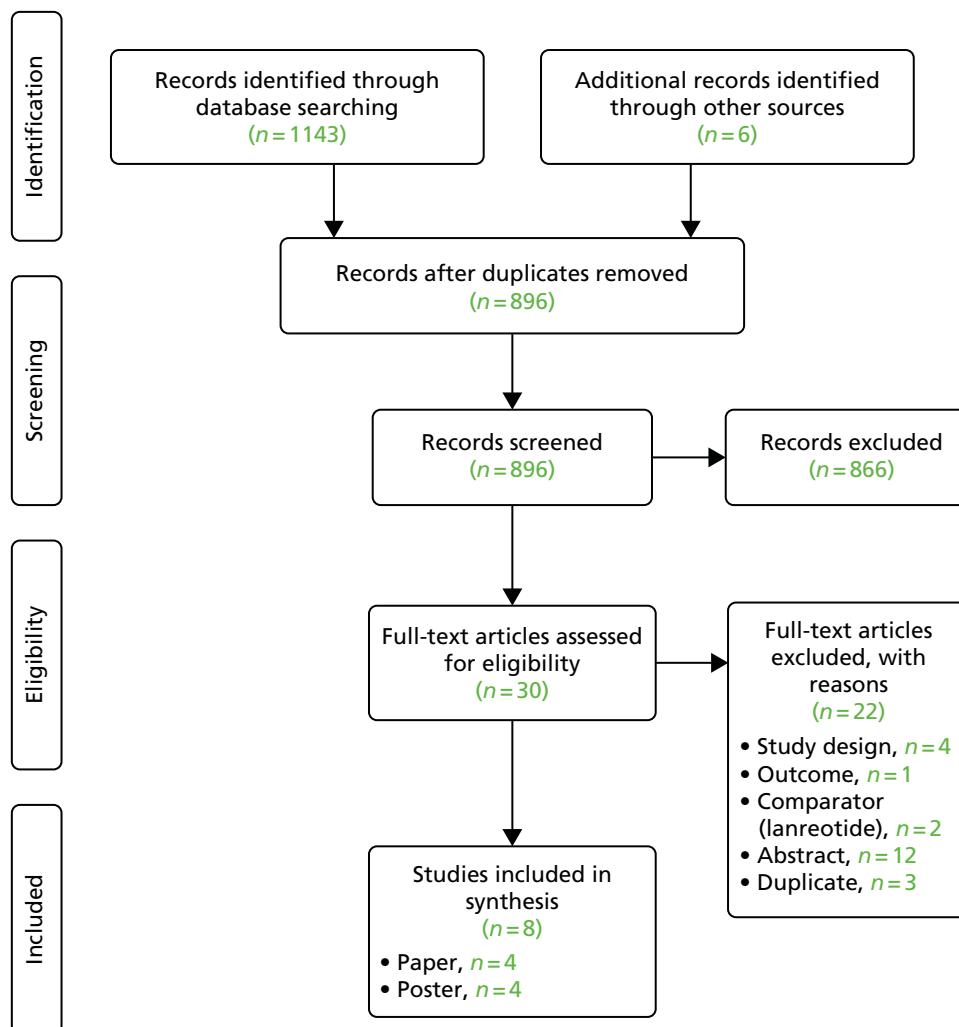 Identification
Records identified through
database searching
(n=1143)
Additional records identified
through other sources
(n=6)
Records after duplicates removed
(n=896)
Screening
Records screened
(n=896)
Records excluded
(n=866)
Eligibility
Full-text articles assessed
for eligibility
(n=30)
Full-text articles
excluded, with
reasons
(n=22)
• Study design, n=4
• Outcome, n=1
• Comparator
(lanreotide), n=2
• Abstract, n=12
• Duplicate, n=3
Included
Studies included in
synthesis
(n=8)
• Paper, n=4
• Poster, n=4